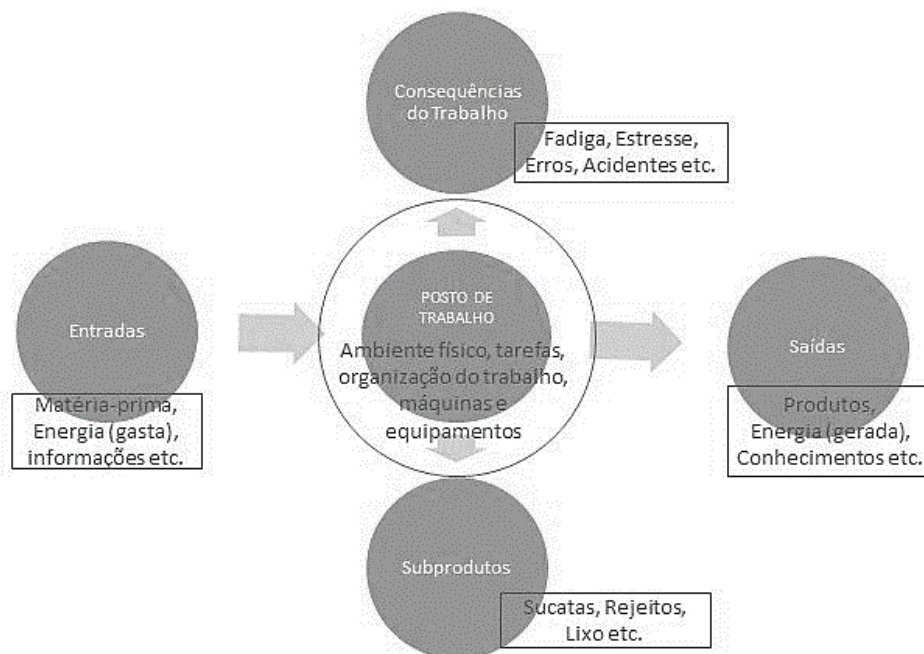 Consequências
do Trabalho
Fadiga, Estresse,
Erros, Acidentes etc.
Entradas
Matéria-prima,
Energia (gasta),
informações etc.
POSTO DE
TRABALHO
Ambiente físico, tarefas,
organização do trabalho,
máquinas e
equipamentos
Saídas
Produtos,
Energia (gerada),
Conhecimentos etc.
Subprodutos
Sucatas, Rejeitos,
Lixo etc.